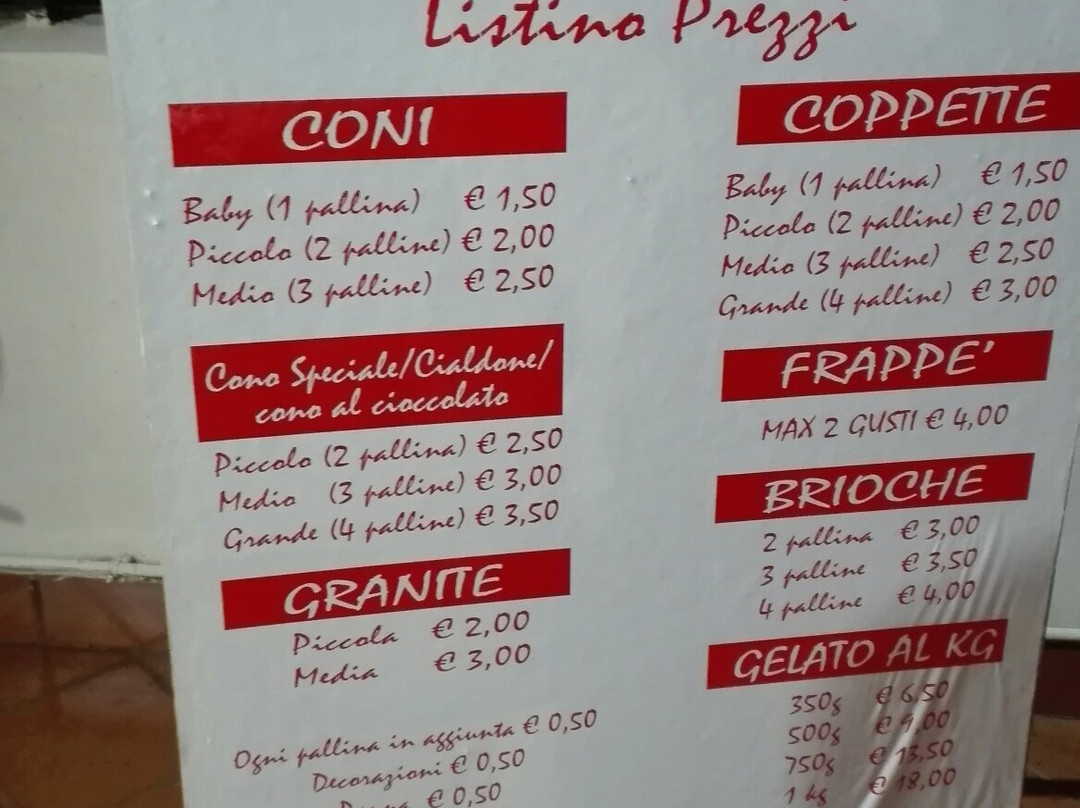 Listino Prezzi
CONI
Baby (1 pallina) € 1,50
Piccolo (2 palline) € 2,00
Medio (3 palline) € 2,50
Cono Speciale/Cialdone/
cono al cioccolato
Piccolo (2 pallina) € 2,50
Medio (3 palline) € 3,00
Grande (4 palline) € 3,50
GRANITE
Piccola € 2,00
Media € 3,00
Ogni pallina in aggiunta € 0,50
Decorazioni € 0,50
€ 0,50
COPPETTE
Baby (1 pallina) € 1,50
Piccolo (2 palline) € 2,00
Medio (3 palline) € 2,50
Grande (4 palline) € 3,00
FRAPPE'
MAX 2 GUSTI € 4,00
BRIOCHE
2 pallina € 3,00
3 palline € 3,50
4 palline € 4,00
GELATO AL KG
350g € 6,50
500g € 9,00
750g € 13,50
1 kg € 18,00